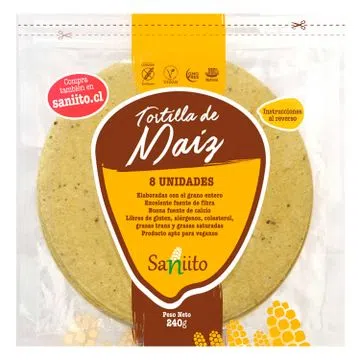 Compra
también en
saniito.cl
VEGAN
Instrucciones
al reverso
Tortilla de
Maíz
8 UNIDADES
Elaboradas con el grano entero
Excelente fuente de fibra
Buena fuente de calcio
Libres de gluten, alérgenos, colesterol,
grasas trans y grasas saturadas
Producto apto para veganos
Saniito
Peso Neto
240g